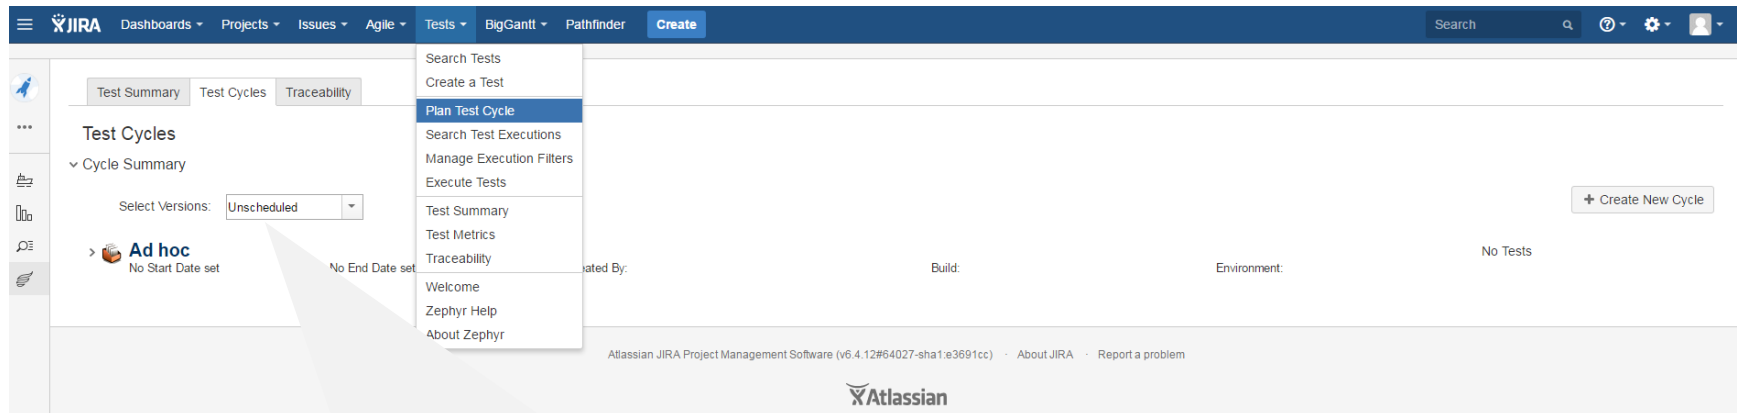 JIRA Dashboards Projects Issues Agile Tests BigGantt Pathfinder Create Search
Search Tests
Create a Test
Plan Test Cycle
Search Test Executions
Manage Execution Filters
Execute Tests
Test Summary
Test Metrics
Traceability
Welcome
Zephyr Help
About Zephyr
Test Summary Test Cycles Traceability
Test Cycles
Cycle Summary
Select Versions: Unscheduled
+ Create New Cycle
Ad hoc
No Tests
No Start Date set No End Date set ated By: Build: Environment:
Atlassian JIRA Project Management Software (v6.4.12#64027-sha1:e3691cc) · About JIRA · Report a problem
Atlassian